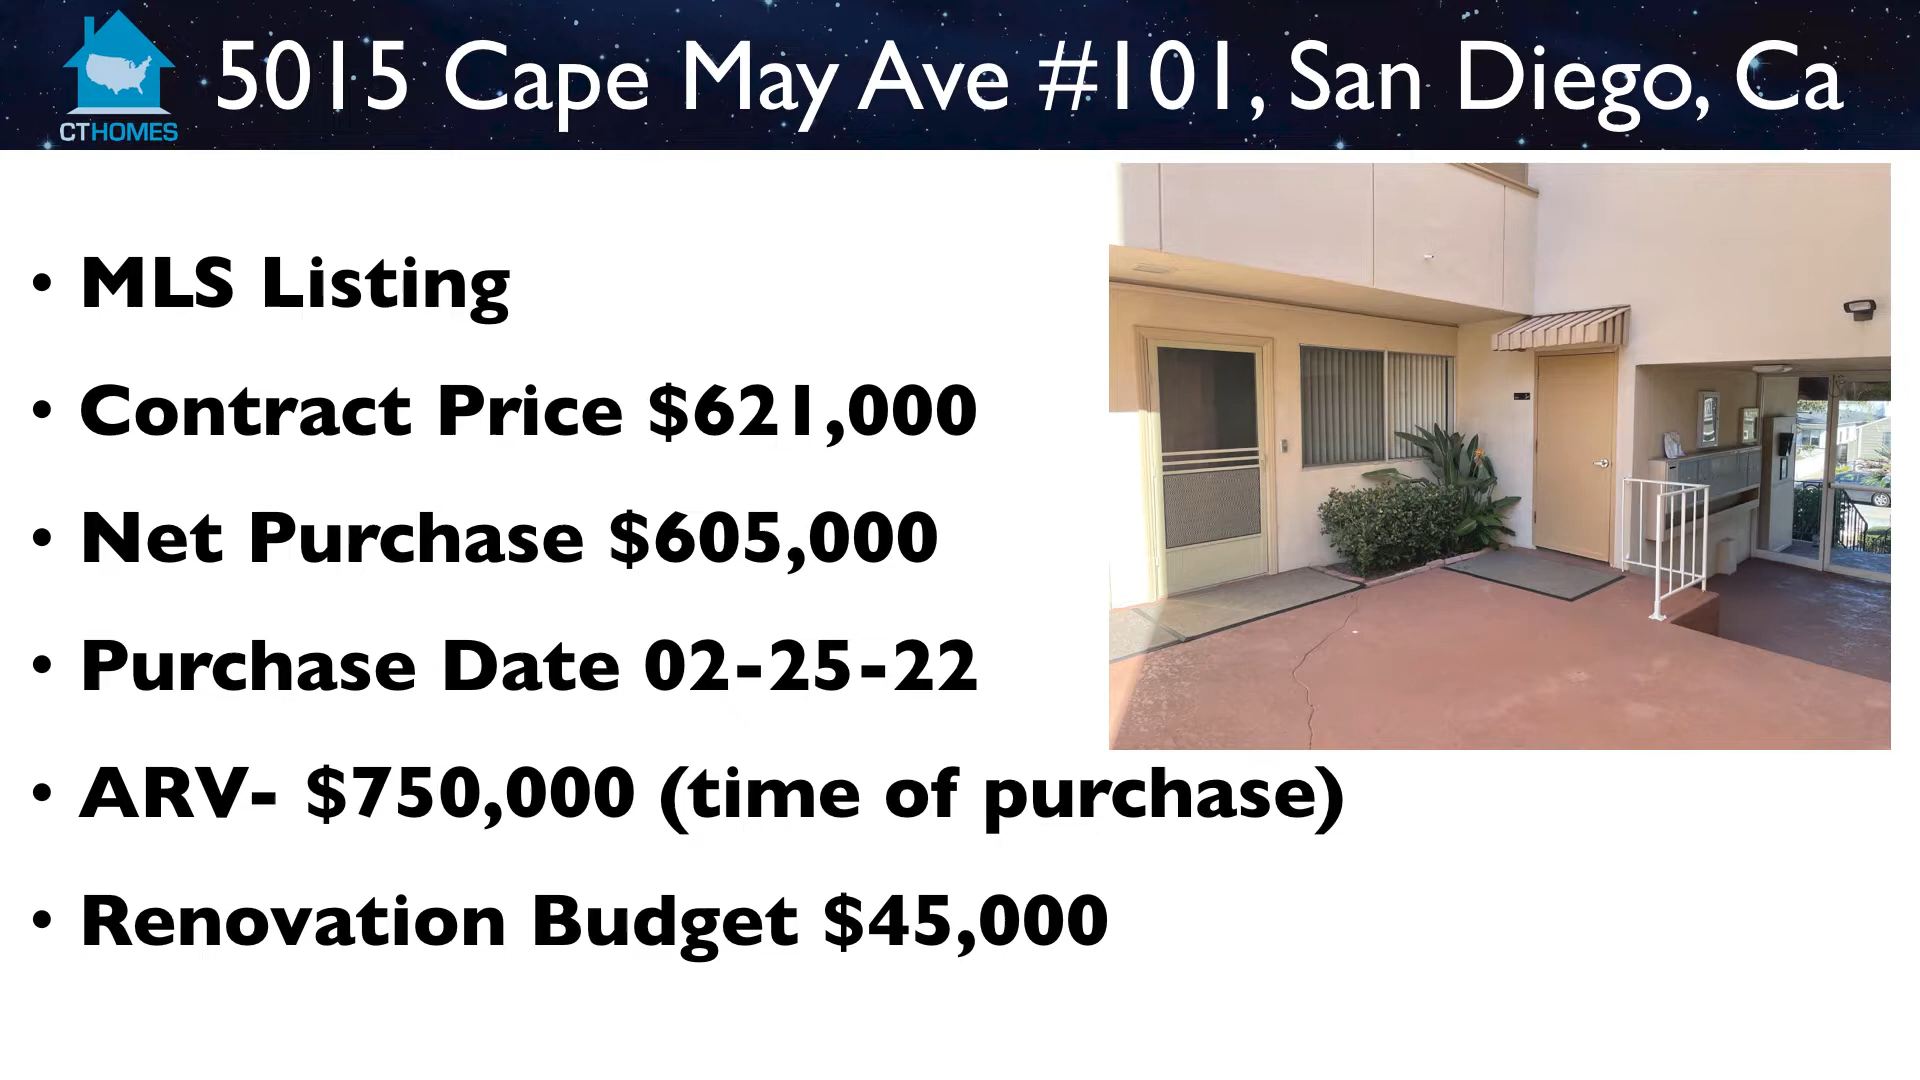 CTHOMES
5015 Cape May Ave #101, San Diego, Ca
• MLS Listing
• Contract Price $621,000
• Net Purchase $605,000
• Purchase Date 02-25-22
• ARV- $750,000 (time of purchase)
• Renovation Budget $45,000